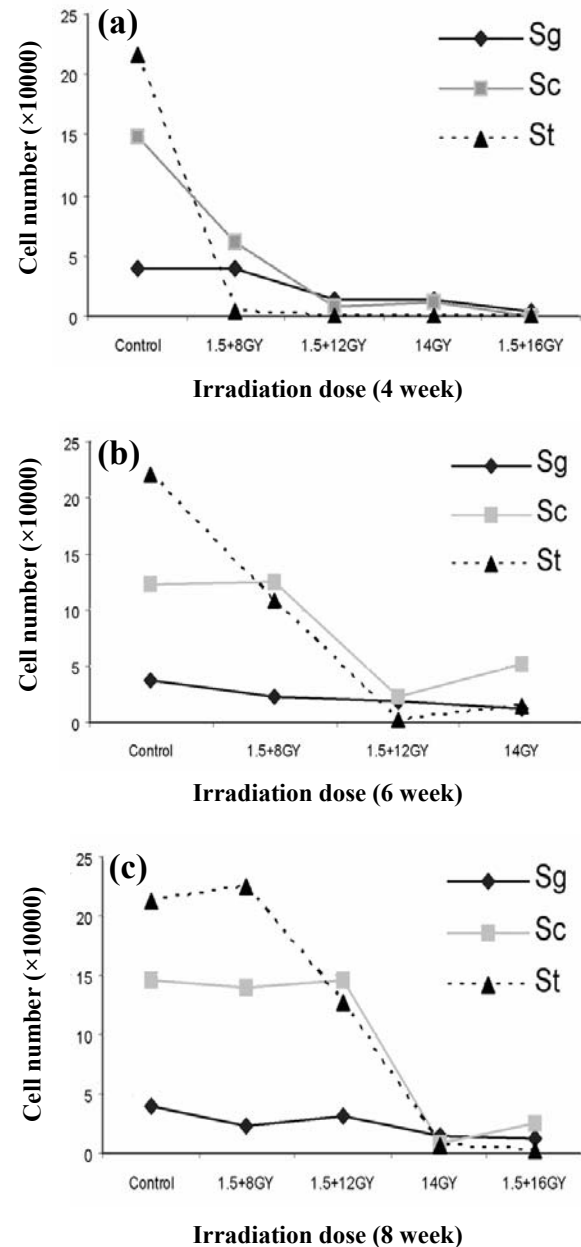 (a)
Sg
Sc
St
Cell number (×10000)
25
20
15
10
5
0
Control 1.5+8GY 1.5+12GY 14GY 1.5+16GY
Irradiation dose (4 week)
(b)
Sg
Sc
St
Cell number (×10000)
25
20
15
10
5
0
Control 1.5+8GY 1.5+12GY 14GY
Irradiation dose (6 week)
(c)
Sg
Sc
St
Cell number (×10000)
25
20
15
10
5
0
Control 1.5+8GY 1.5+12GY 14GY 1.5+16GY
Irradiation dose (8 week)